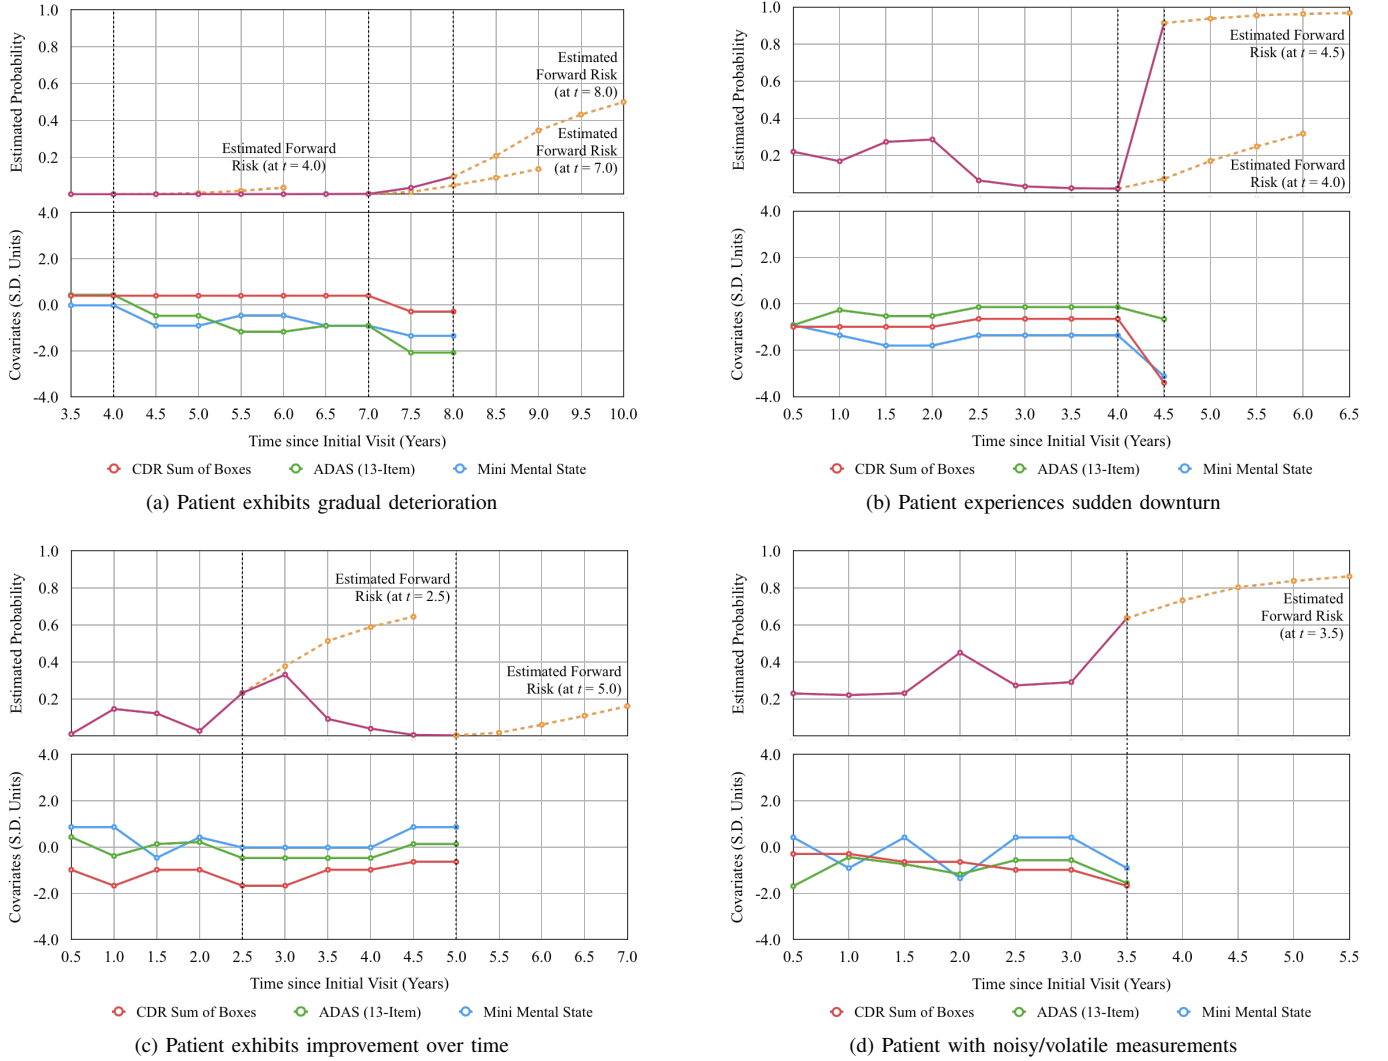 1.0
0.8
0.6
0.4
0.2
Estimated Probability
Estimated
Forward Risk
(at t = 8.0)
Estimated Forward
Risk (at t = 4.0)
Estimated
Forward Risk
(at t = 7.0)
4.0
2.0
0.0
-2.0
-4.0
Covariates (S.D. Units)
3.5 4.0 4.5 5.0 5.5 6.0 6.5 7.0 7.5 8.0 8.5 9.0 9.5 10.0
Time since Initial Visit (Years)
CDR Sum of Boxes ADAS (13-Item) Mini Mental State
(a) Patient exhibits gradual deterioration
1.0
0.8
0.6
0.4
0.2
Estimated Probability
Estimated Forward
Risk (at t = 4.5)
Estimated Forward
Risk (at t = 4.0)
4.0
2.0
0.0
-2.0
-4.0
Covariates (S.D. Units)
0.5 1.0 1.5 2.0 2.5 3.0 3.5 4.0 4.5 5.0 5.5 6.0 6.5
Time since Initial Visit (Years)
CDR Sum of Boxes ADAS (13-Item) Mini Mental State
(b) Patient experiences sudden downturn
1.0
0.8
0.6
0.4
0.2
Estimated Probability
Estimated Forward
Risk (at t = 2.5)
Estimated Forward
Risk (at t = 5.0)
4.0
2.0
0.0
-2.0
-4.0
Covariates (S.D. Units)
0.5 1.0 1.5 2.0 2.5 3.0 3.5 4.0 4.5 5.0 5.5 6.0 6.5 7.0
Time since Initial Visit (Years)
CDR Sum of Boxes ADAS (13-Item) Mini Mental State
(c) Patient exhibits improvement over time
1.0
0.8
0.6
0.4
0.2
Estimated Probability
Estimated
Forward Risk
(at t = 3.5)
4.0
2.0
0.0
-2.0
-4.0
Covariates (S.D. Units)
0.5 1.0 1.5 2.0 2.5 3.0 3.5 4.0 4.5 5.0 5.5
Time since Initial Visit (Years)
CDR Sum of Boxes ADAS (13-Item) Mini Mental State
(d) Patient with noisy/volatile measurements